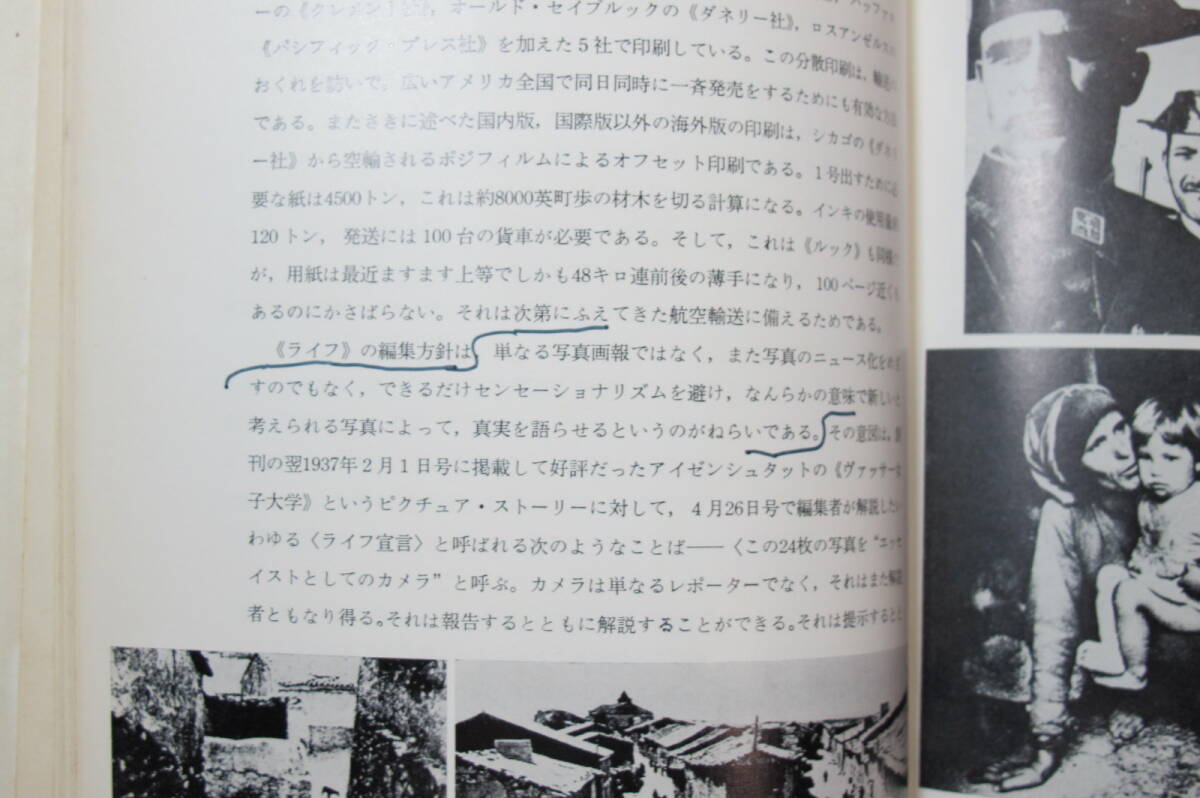 ーの《クレメント社》，オールド・セイブルックの《ダネリー社》，ロスアンゼルスの
《パシフィック・プレス社》を加えた5社で印刷している。この分散印刷は，輸送の
おくれを防いで，広いアメリカ全国で同日同時に一斉発売をするためにも有効な方法
である。またさきに述べた国内版，国際版以外の海外版の印刷は，シカゴの《ダネリ
ー社》から空輸されるポジフィルムによるオフセット印刷である。1号出すために必
要な紙は4500トン，これは約8000英町歩の材木を切る計算になる。インキの使用量約
120トン，発送には100台の貨車が必要である。そして，これは《ルック》も同様で
が，用紙は最近ますます上等でしかも48キロ連前後の薄手になり，100ページ近くも
あるのにかさばらない。それは次第にふえてきた航空輸送に備えるためである。
《ライフ》の編集方針は 単なる写真画報ではなく，また写真のニュース化をめざ
すのでもなく，できるだけセンセーショナリズムを避け，なんらかの意味で新しいと
考えられる写真によって，真実を語らせるというのがねらいである。その意図は，創
刊の翌1937年2月1日号に掲載して好評だったアイゼンシュタットの《ヴァッサー女
子大学》というピクチュア・ストーリーに対して，4月26日号で編集者が解説したい
わゆる〈ライフ宣言〉と呼ばれる次のようなことば――〈この24枚の写真を“エッセ
イストとしてのカメラ”と呼ぶ。カメラは単なるレポーターでなく，それはまた解説
者ともなり得る。それは報告するとともに解説することができる。それは提示するとと